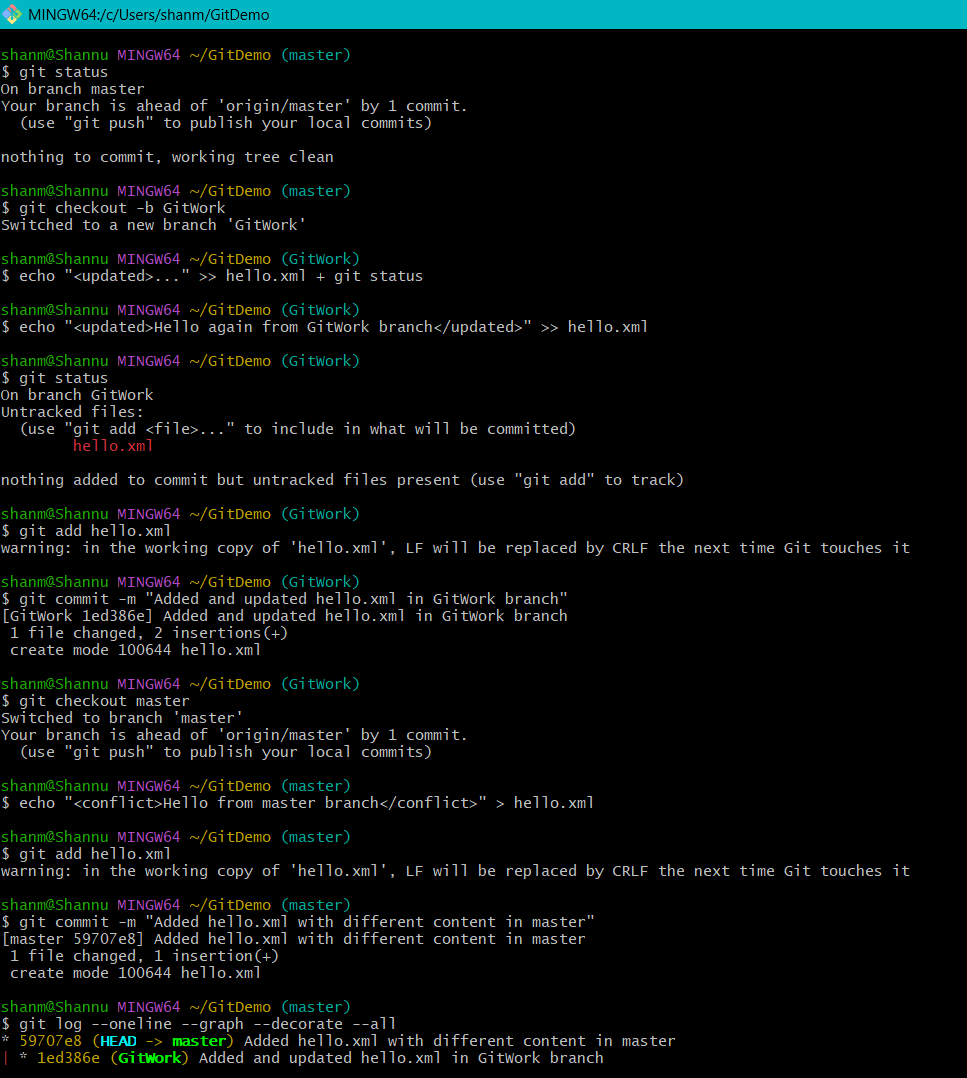 MINGW64:/c/Users/shanm/GitDemo
shanm@Shannu MINGW64 ~/GitDemo (master)
$ git status
On branch master
Your branch is ahead of 'origin/master' by 1 commit.
  (use "git push" to publish your local commits)
nothing to commit, working tree clean
shanm@Shannu MINGW64 ~/GitDemo (master)
$ git checkout -b GitWork
Switched to a new branch 'GitWork'
shanm@Shannu MINGW64 ~/GitDemo (GitWork)
$ echo "<updated>..." >> hello.xml + git status
shanm@Shannu MINGW64 ~/GitDemo (GitWork)
$ echo "<updated>Hello again from GitWork branch</updated>" >> hello.xml
shanm@Shannu MINGW64 ~/GitDemo (GitWork)
$ git status
On branch GitWork
Untracked files:
  (use "git add <file>..." to include in what will be committed)
        hello.xml
nothing added to commit but untracked files present (use "git add" to track)
shanm@Shannu MINGW64 ~/GitDemo (GitWork)
$ git add hello.xml
warning: in the working copy of 'hello.xml', LF will be replaced by CRLF the next time Git touches it
shanm@Shannu MINGW64 ~/GitDemo (GitWork)
$ git commit -m "Added and updated hello.xml in GitWork branch"
[GitWork 1ed386e] Added and updated hello.xml in GitWork branch
 1 file changed, 2 insertions(+)
 create mode 100644 hello.xml
shanm@Shannu MINGW64 ~/GitDemo (GitWork)
$ git checkout master
Switched to branch 'master'
Your branch is ahead of 'origin/master' by 1 commit.
  (use "git push" to publish your local commits)
shanm@Shannu MINGW64 ~/GitDemo (master)
$ echo "<conflict>Hello from master branch</conflict>" > hello.xml
shanm@Shannu MINGW64 ~/GitDemo (master)
$ git add hello.xml
warning: in the working copy of 'hello.xml', LF will be replaced by CRLF the next time Git touches it
shanm@Shannu MINGW64 ~/GitDemo (master)
$ git commit -m "Added hello.xml with different content in master"
[master 59707e8] Added hello.xml with different content in master
 1 file changed, 1 insertion(+)
 create mode 100644 hello.xml
shanm@Shannu MINGW64 ~/GitDemo (master)
$ git log --oneline --graph --decorate --all
* 59707e8 (HEAD -> master) Added hello.xml with different content in master
| * 1ed386e (GitWork) Added and updated hello.xml in GitWork branch